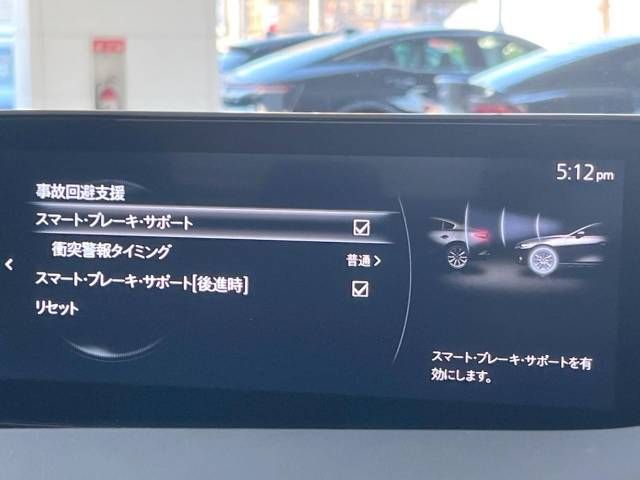 5:12pm
事故回避支援
スマート・ブレーキ・サポート
衝突警報タイミング 普通
スマート・ブレーキ・サポート[後進時]
リセット
スマート・ブレーキ・サポートを有
効にします。